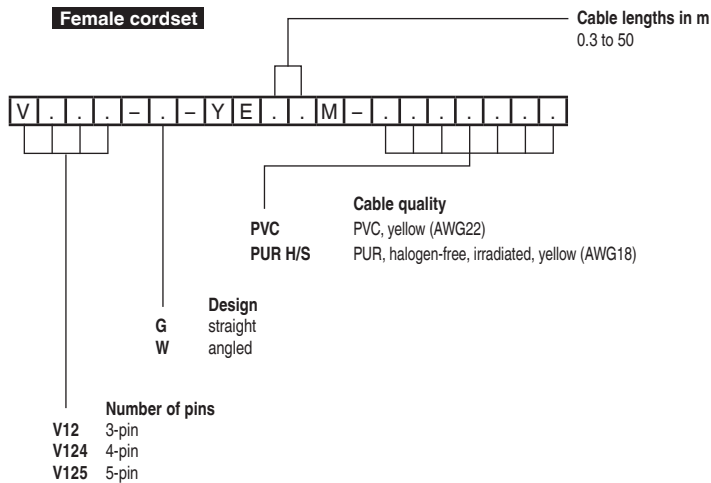 Female cordset
Cable lengths in m
0.3 to 50
V . . . – . – Y E . . M – . . . . . . .
Cable quality
PVC PVC, yellow (AWG22)
PUR H/S PUR, halogen-free, irradiated, yellow (AWG18)
Design
G straight
W angled
Number of pins
V12 3-pin
V124 4-pin
V125 5-pin